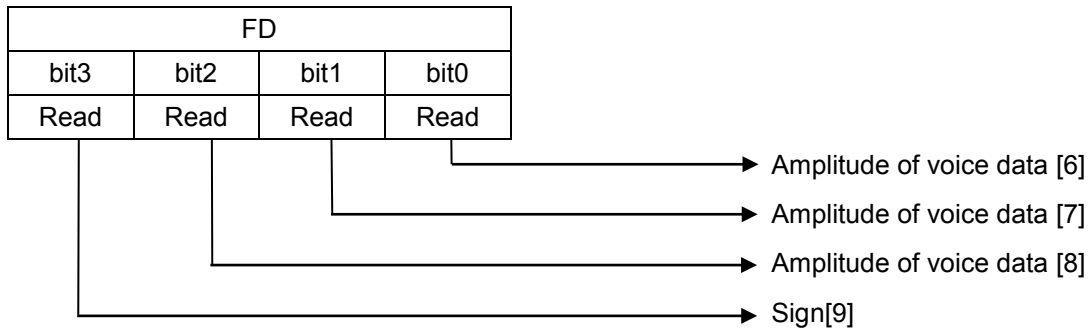 FD
bit3 bit2 bit1 bit0
Read Read Read Read
Amplitude of voice data [6]
Amplitude of voice data [7]
Amplitude of voice data [8]
Sign[9]